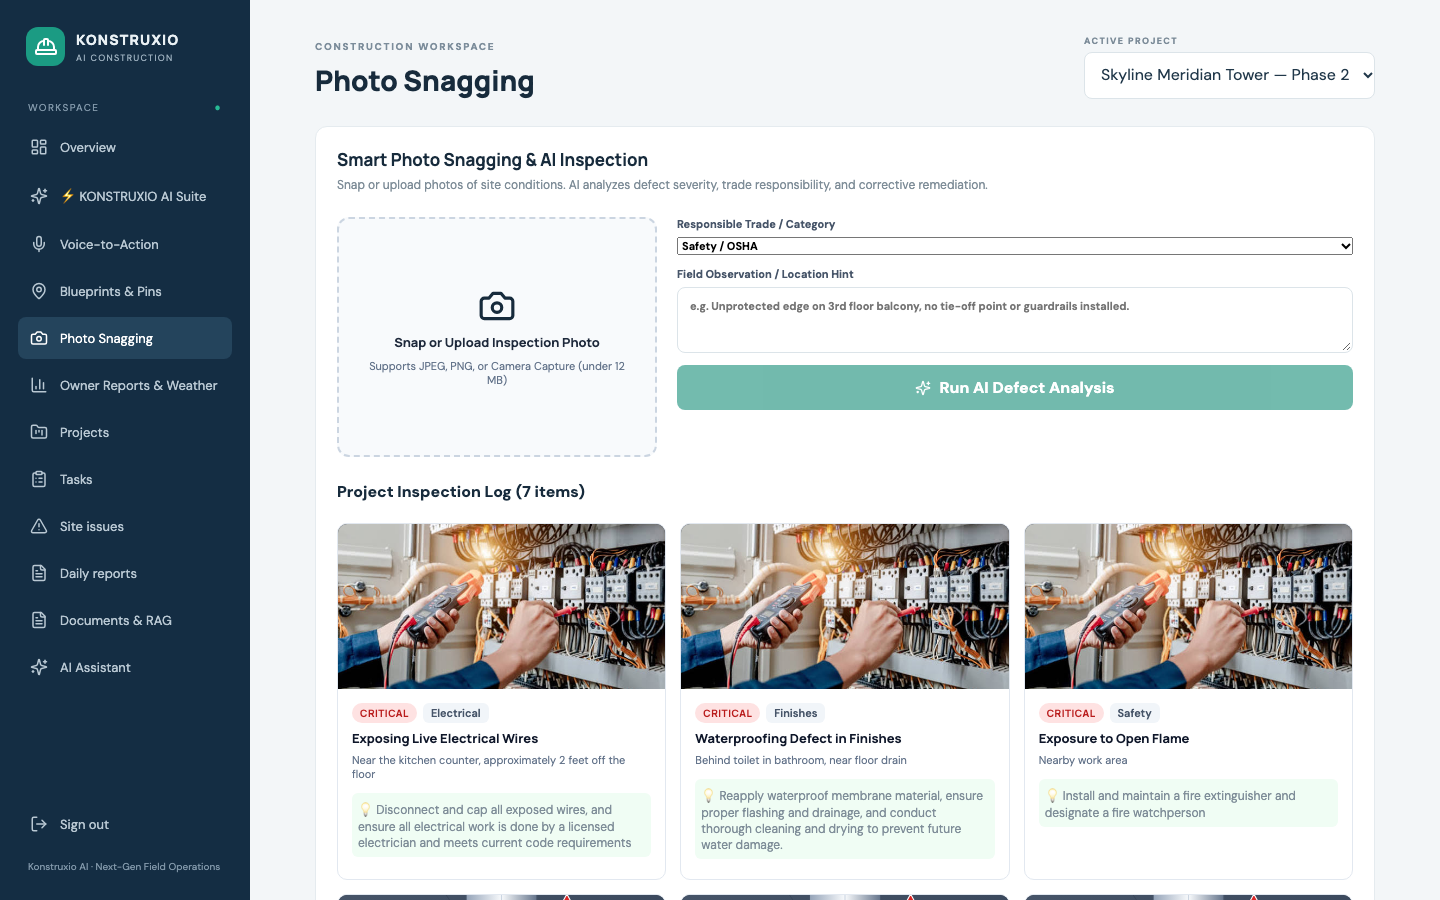 KONSTRUXIO
AI CONSTRUCTION
WORKSPACE
Overview
⚡ KONSTRUXIO AI Suite
Voice-to-Action
Blueprints & Pins
Photo Snagging
Owner Reports & Weather
Projects
Tasks
Site issues
Daily reports
Documents & RAG
AI Assistant
Sign out
Konstruxio AI · Next-Gen Field Operations
CONSTRUCTION WORKSPACE
Photo Snagging
ACTIVE PROJECT
Skyline Meridian Tower — Phase 2
Smart Photo Snagging & AI Inspection
Snap or upload photos of site conditions. AI analyzes defect severity, trade responsibility, and corrective remediation.
Snap or Upload Inspection Photo
Supports JPEG, PNG, or Camera Capture (under 12
MB)
Responsible Trade / Category
Safety / OSHA
Field Observation / Location Hint
e.g. Unprotected edge on 3rd floor balcony, no tie-off point or guardrails installed.
Run AI Defect Analysis
Project Inspection Log (7 items)
CRITICAL Electrical
Exposing Live Electrical Wires
Near the kitchen counter, approximately 2 feet off the
floor
💡 Disconnect and cap all exposed wires, and
ensure all electrical work is done by a licensed
electrician and meets current code requirements
CRITICAL Finishes
Waterproofing Defect in Finishes
Behind toilet in bathroom, near floor drain
💡 Reapply waterproof membrane material, ensure
proper flashing and drainage, and conduct
thorough cleaning and drying to prevent future
water damage.
CRITICAL Safety
Exposure to Open Flame
Nearby work area
💡 Install and maintain a fire extinguisher and
designate a fire watchperson